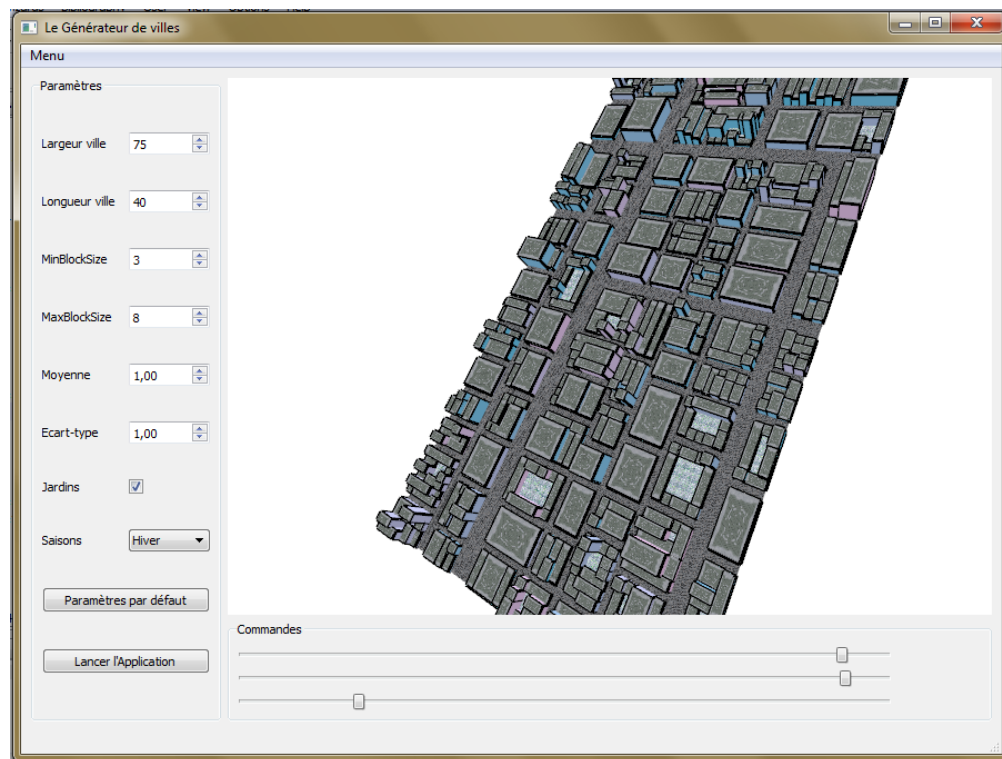 Le Générateur de villes
Menu
Paramètres
Largeur ville 75
Longueur ville 40
MinBlockSize 3
MaxBlockSize 8
Moyenne 1,00
Ecart-type 1,00
Jardins
Saisons Hiver
Paramètres par défaut
Lancer l'Application
Commandes